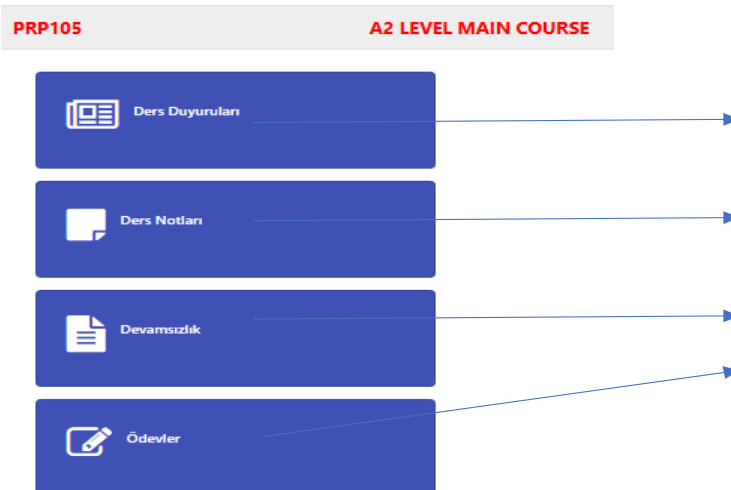 PRP105 A2 LEVEL MAIN COURSE
Ders Duyuruları
Ders Notları
Devamsızlık
Ödevler